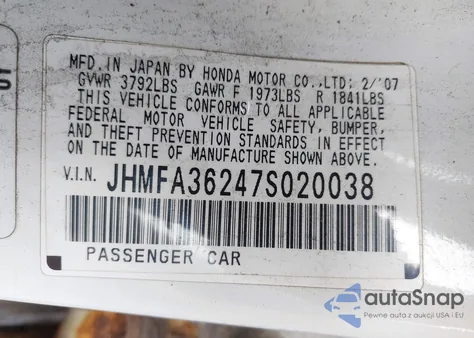 MFD.IN JAPAN BY HONDA MOTOR CO.,LTD: 2/'07
GVWR 3792LBS GAWR F 1973LBS R 1841LBS
THIS VEHICLE CONFORMS TO ALL APPLICABLE
FEDERAL MOTOR VEHICLE SAFETY, BUMPER,
AND THEFT PREVENTION STANDARDS IN EFFECT
ON THE DATE OF MANUFACTURE SHOWN ABOVE.
V.I.N. JHMFA36247S020038
PASSENGER CAR
autoSnap
Pewne auta z aukcji USA i EU